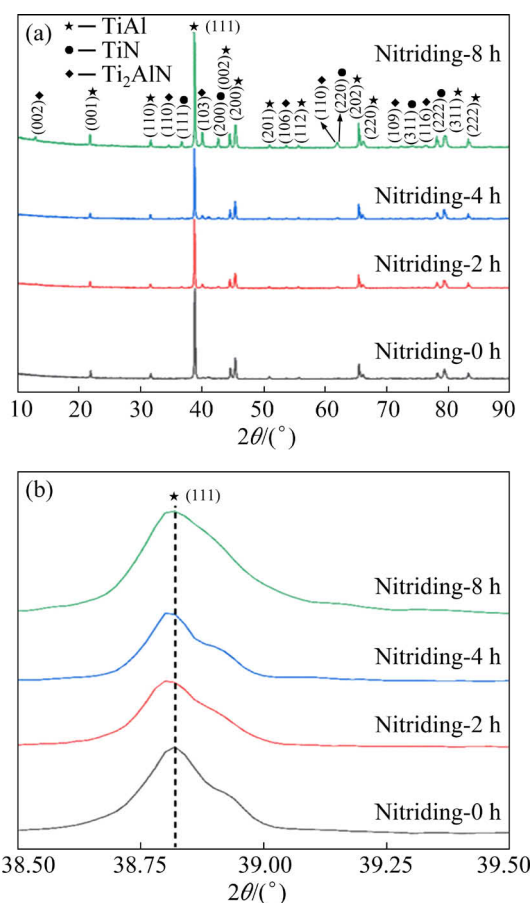 (a)
★ — TiAl
● — TiN
◆ — Ti₂AlN
★ (111)
Nitriding-8 h
(002)◆
(001)★
(110)★
(110)◆
(111)●
(103)◆
(200)●
(002)★
(200)★
(201)★
(106)◆
(112)★
(110)◆
(220)●
(202)★
(220)★
(109)◆
(311)●
(116)◆
(222)●
(311)★
(222)★
Nitriding-4 h
Nitriding-2 h
Nitriding-0 h
10 20 30 40 50 60 70 80 90
2θ/(°)
(b)
★ (111)
Nitriding-8 h
Nitriding-4 h
Nitriding-2 h
Nitriding-0 h
38.50 38.75 39.00 39.25 39.50
2θ/(°)